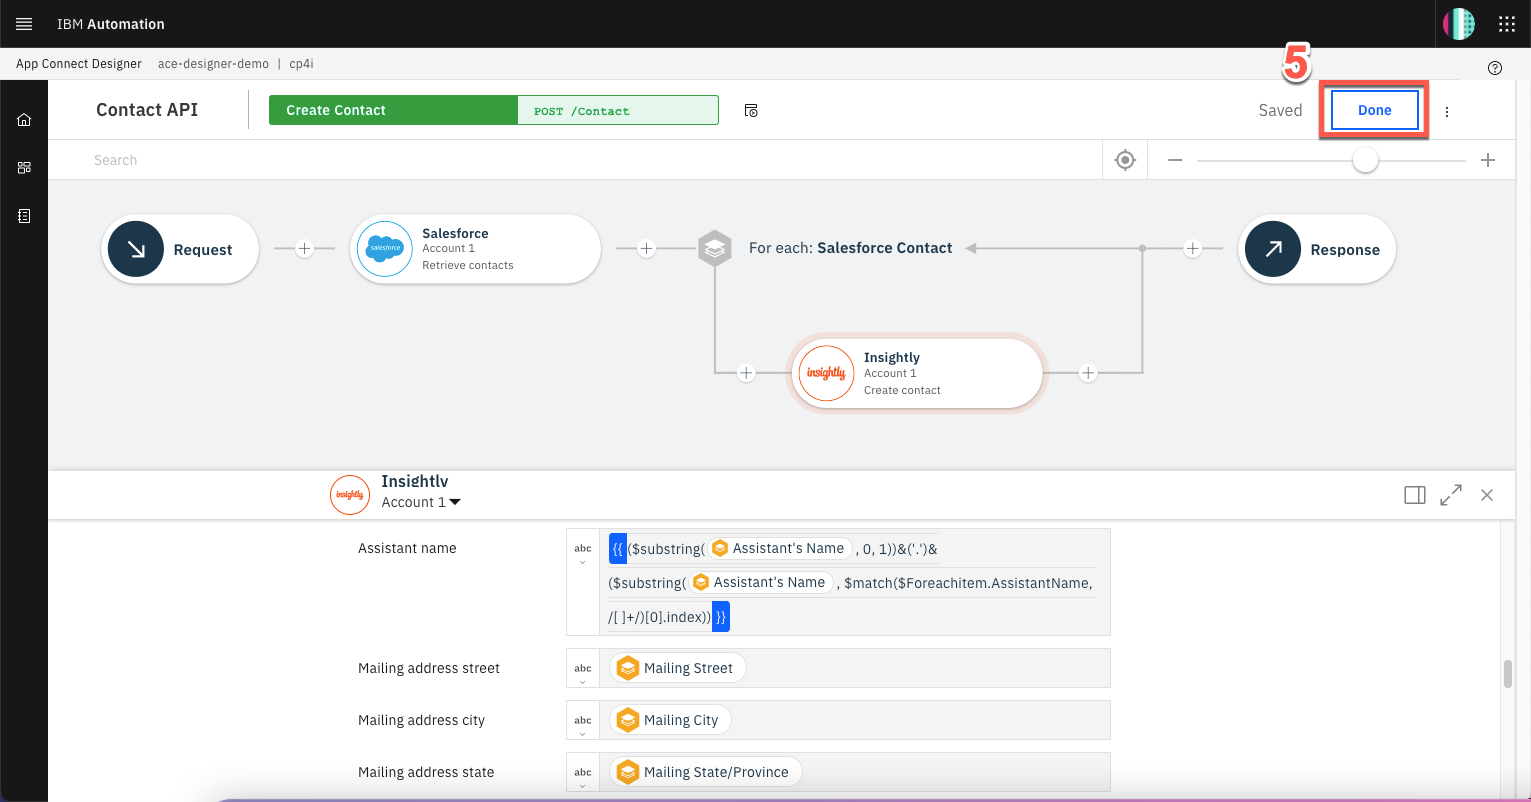 IBM Automation
App Connect Designer ace-designer-demo | cp4i
5
Contact API
Create Contact POST /Contact
Saved
Done
Search
Request
salesforce
Salesforce
Account 1
Retrieve contacts
For each: Salesforce Contact
Response
insightly
Insightly
Account 1
Create contact
insightly
Insightly
Account 1
Assistant name
abc
{{ ($substring( Assistant's Name , 0, 1))&('.')&
($substring( Assistant's Name , $match($Foreachitem.AssistantName,
/[ ]+/)[0].index)) }}
Mailing address street abc Mailing Street
Mailing address city abc Mailing City
Mailing address state abc Mailing State/Province